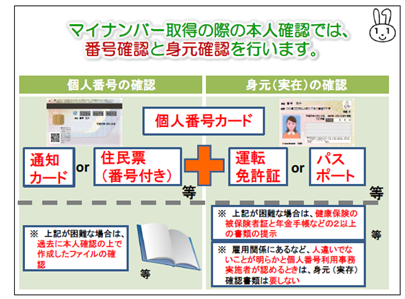 マイナンバー取得の際の本人確認では、
番号確認と身元確認を行います。
個人番号の確認
身元(実在)の確認
個人番号カード
通知
カード
or
住民票
(番号付き)
等
運転
免許証
or
パス
ポート
等
※ 上記が困難な場合は、
過去に本人確認の上で
作成したファイルの確
認
等
※ 上記が困難な場合は、健康保険の
被保険者証と年金手帳などの2以上
の書類の提示
等
※ 雇用関係にあるなど、人違いでな
いことが明らかと個人番号利用事務
実施者が認めるときは、身元(実存)
確認書類は要しない